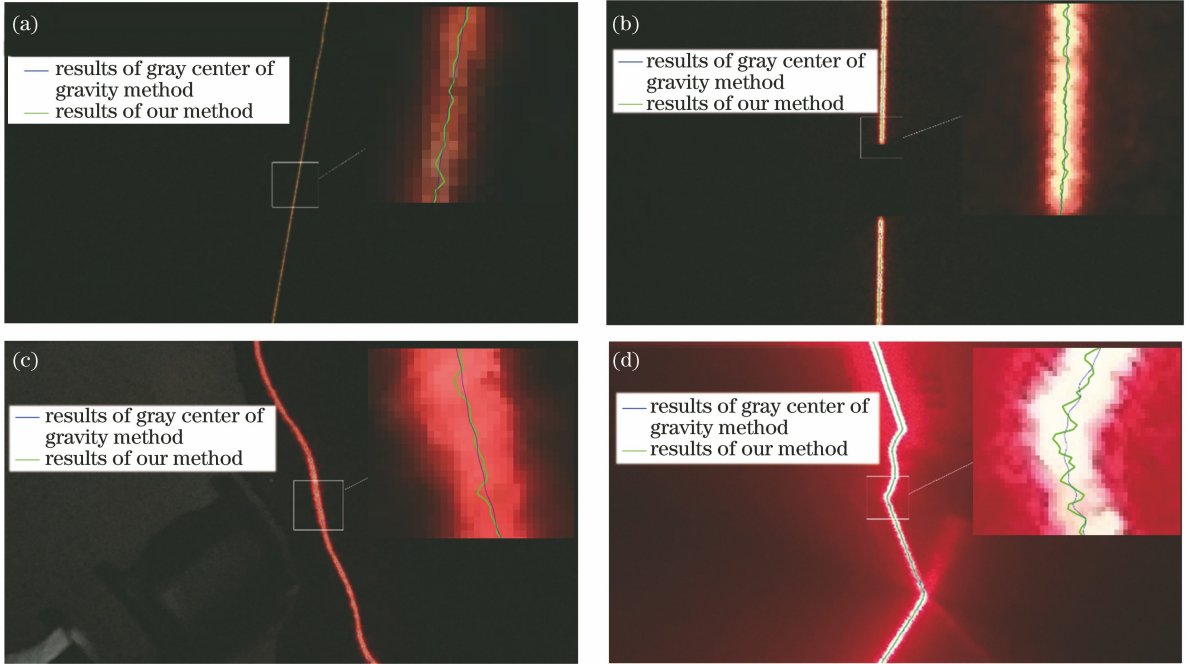 (a)
results of gray center of
gravity method
results of our method
(b)
results of gray center of
gravity method
results of our method
(c)
results of gray center of
gravity method
results of our method
(d)
results of gray center of
gravity method
results of our method